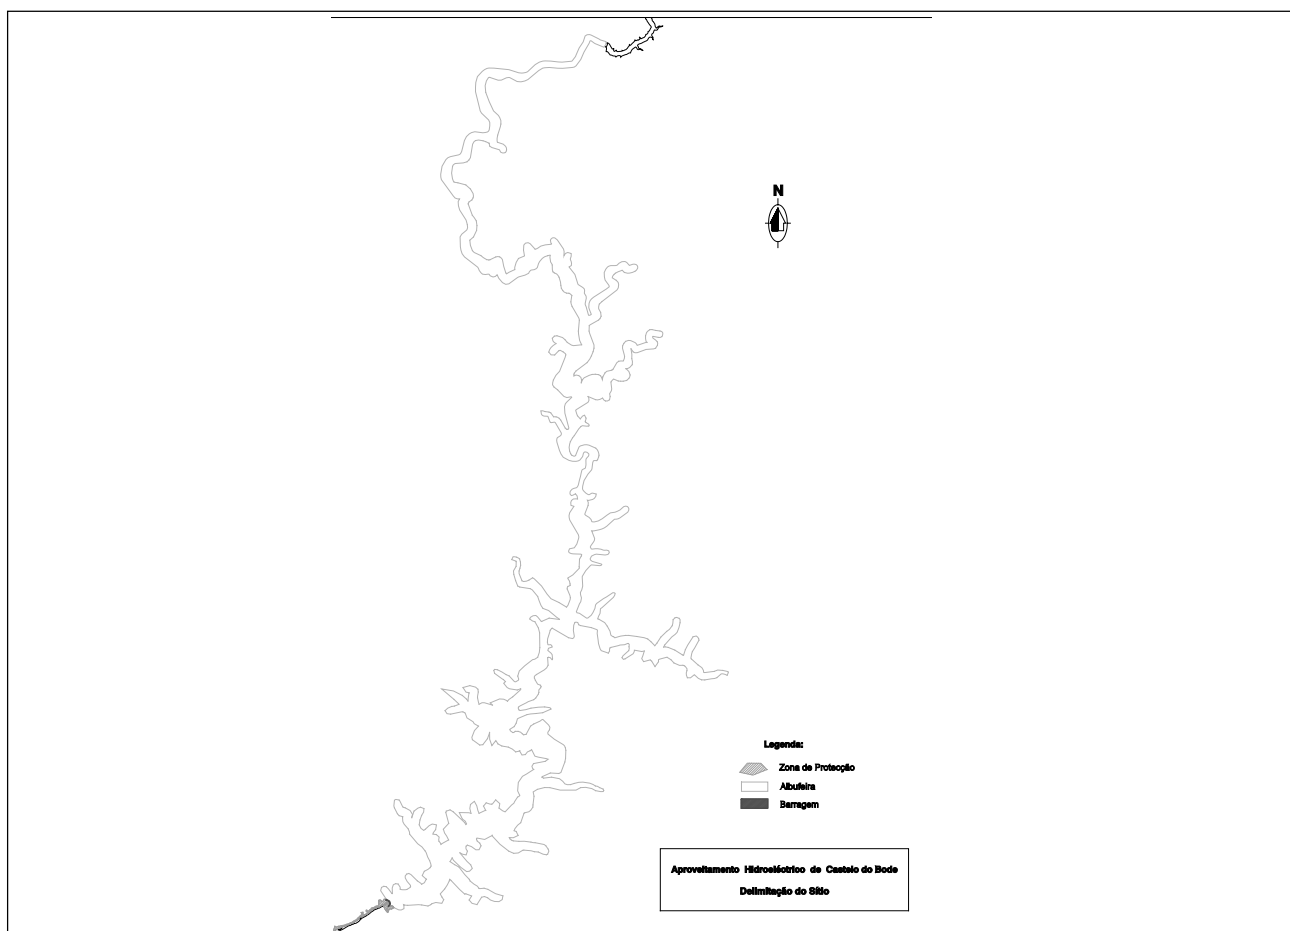 N
Legenda:
Zona de Protecção
Albufeira
Barragem
Aproveitamento Hidroeléctrico de Castelo do Bode
Delimitação do Sítio